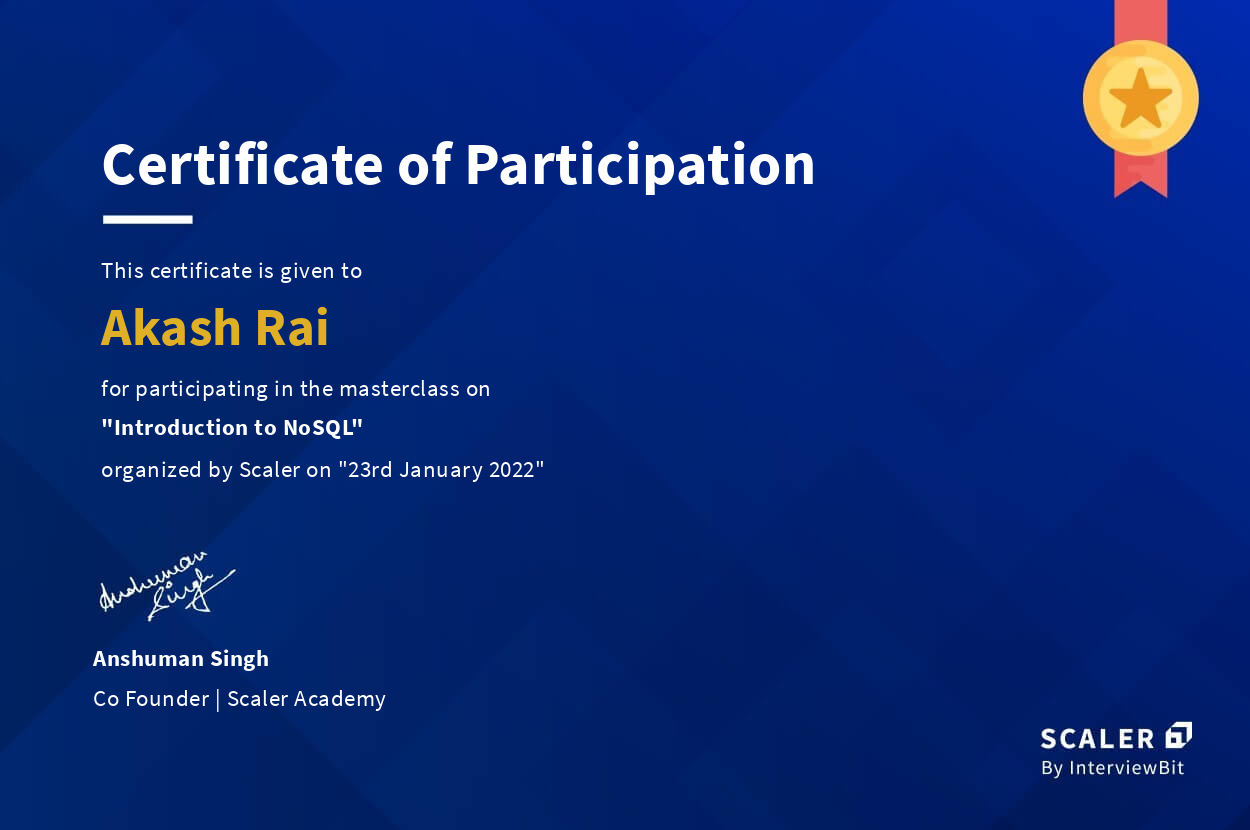 Certificate of Participation
This certificate is given to
Akash Rai
for participating in the masterclass on
"Introduction to NoSQL"
organized by Scaler on "23rd January 2022"
Anshuman
Singh
Anshuman Singh
Co Founder | Scaler Academy
SCALER
By InterviewBit